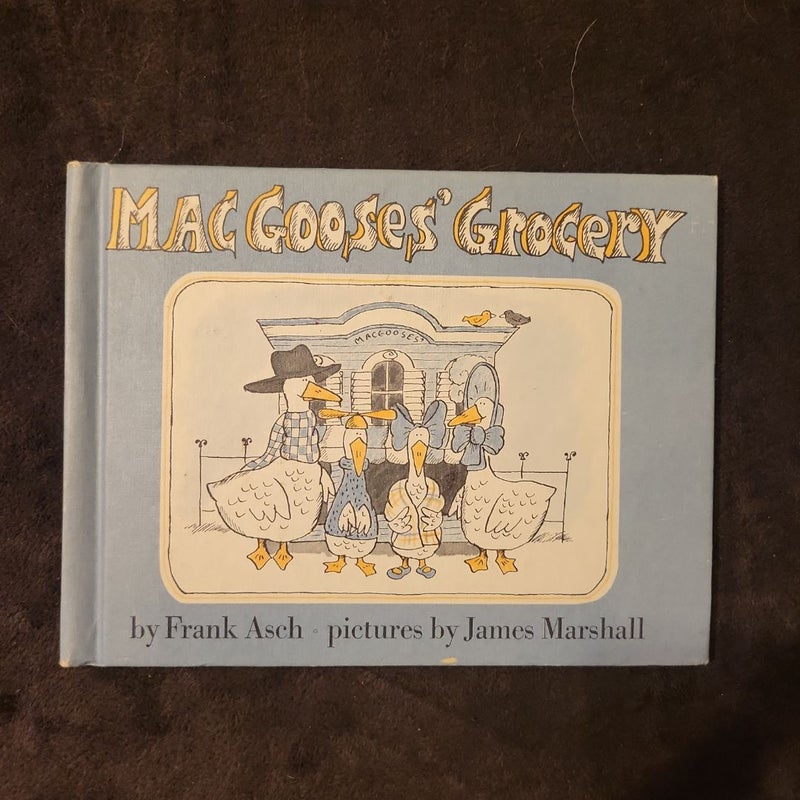 MAC GOOSES' GROCERY
MACGOOSES'
by Frank Asch ◦ pictures by James Marshall